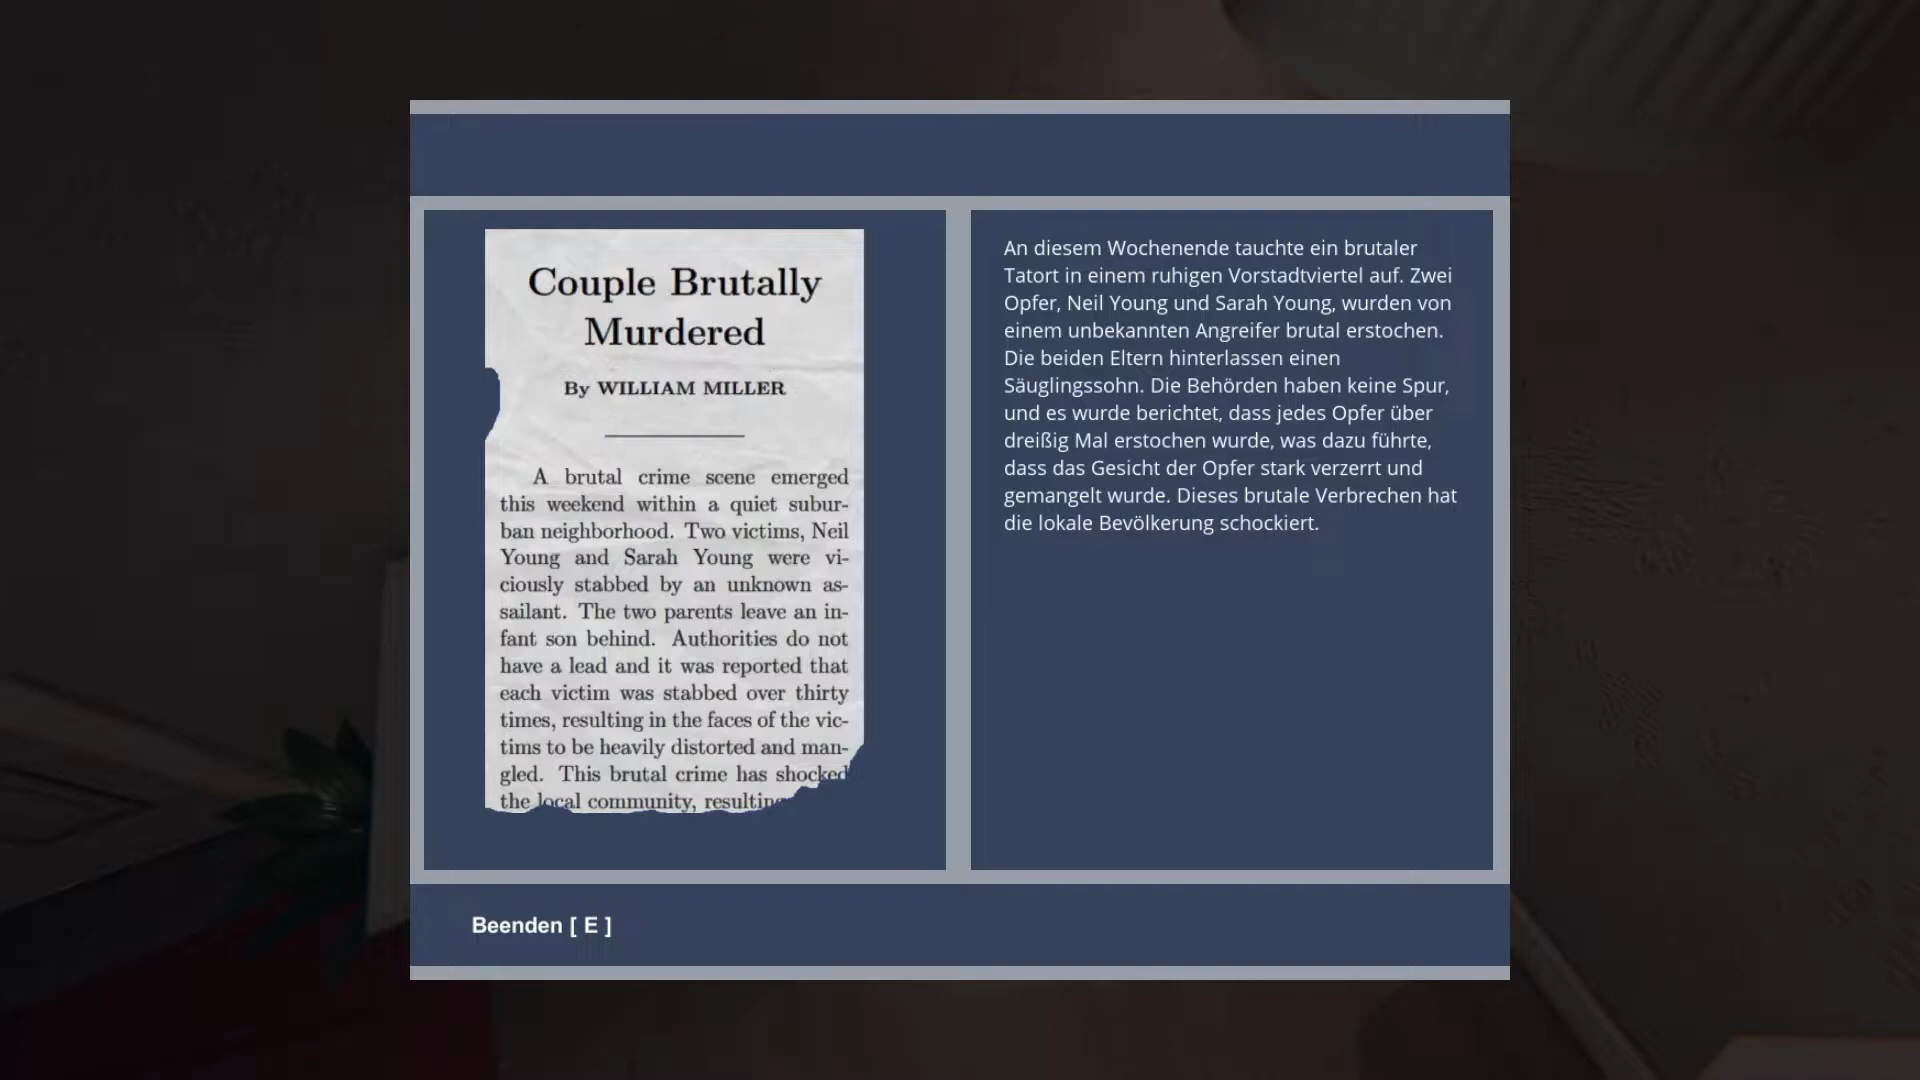 Couple Brutally
Murdered
By WILLIAM MILLER
A brutal crime scene emerged
this weekend within a quiet subur-
ban neighborhood. Two victims, Neil
Young and Sarah Young were vi-
ciously stabbed by an unknown as-
sailant. The two parents leave an in-
fant son behind. Authorities do not
have a lead and it was reported that
each victim was stabbed over thirty
times, resulting in the faces of the vic-
tims to be heavily distorted and man-
gled. This brutal crime has shocked
the local community, resulting
An diesem Wochenende tauchte ein brutaler
Tatort in einem ruhigen Vorstadtviertel auf. Zwei
Opfer, Neil Young und Sarah Young, wurden von
einem unbekannten Angreifer brutal erstochen.
Die beiden Eltern hinterlassen einen
Säuglingssohn. Die Behörden haben keine Spur,
und es wurde berichtet, dass jedes Opfer über
dreißig Mal erstochen wurde, was dazu führte,
dass das Gesicht der Opfer stark verzerrt und
gemangelt wurde. Dieses brutale Verbrechen hat
die lokale Bevölkerung schockiert.
Beenden [ E ]